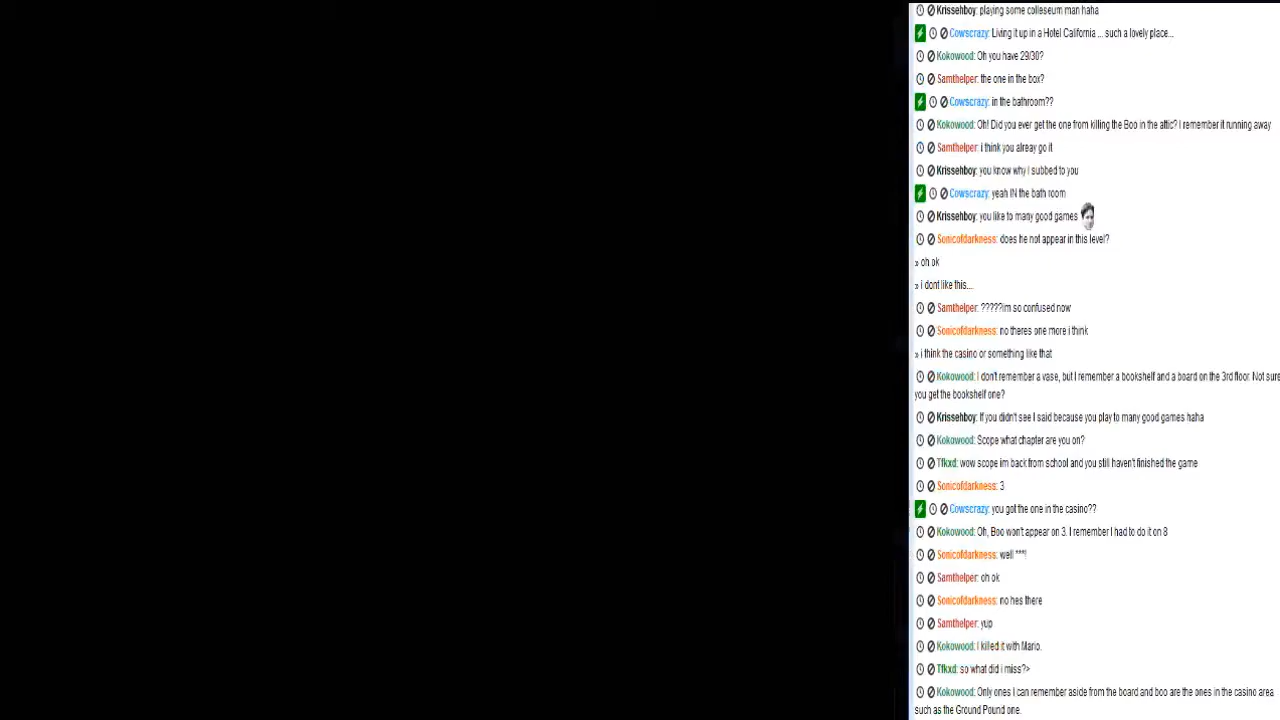 Krissehboy: playing some colleseum man haha
Cowscrazy: Living it up in a Hotel California ... such a lovely place...
Kokowood: Oh you have 29/30?
Samthelper: the one in the box?
Cowscrazy: in the bathroom??
Kokowood: Oh! Did you ever get the one from killing the Boo in the attic? I remember it running away
Samthelper: i think you alreay go it
Krissehboy: you know why I subbed to you
Cowscrazy: yeah IN the bath room
Krissehboy: you like to many good games
Sonicofdarkness: does he not appear in this level?
» oh ok
» i dont like this...
Samthelper: ?????im so confused now
Sonicofdarkness: no theres one more i think
» i think the casino or something like that
Kokowood: I don't remember a vase, but I remember a bookshelf and a board on the 3rd floor. Not sure
you get the bookshelf one?
Krissehboy: If you didn't see I said because you play to many good games haha
Kokowood: Scope what chapter are you on?
Tfkxd: wow scope im back from school and you still haven't finished the game
Sonicofdarkness: 3
Cowscrazy: you got the one in the casino??
Kokowood: Oh, Boo won't appear on 3. I remember I had to do it on 8
Sonicofdarkness: well ***!
Samthelper: oh ok
Sonicofdarkness: no hes there
Samthelper: yup
Kokowood: I killed it with Mario.
Tfkxd: so what did i miss?>
Kokowood: Only ones I can remember aside from the board and boo are the ones in the casino area
such as the Ground Pound one.